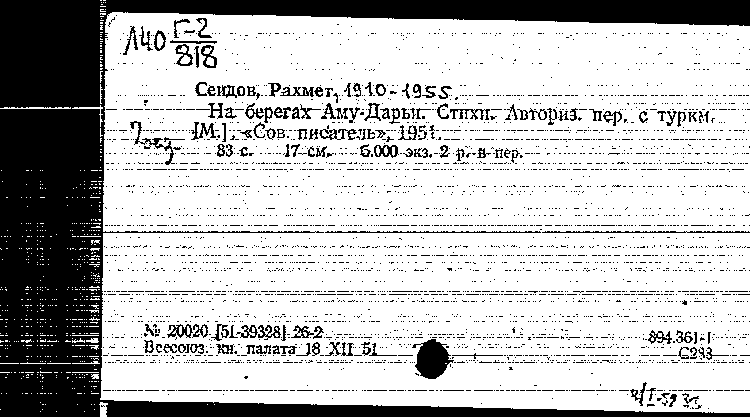 Л40 Г-2
818
Сеидов, Рахмет, 1910-1955.
На берегах Аму-Дарьи. Стихи. Авториз. пер. с туркм.
[М.], «Сов. писатель», 1951.
83 с. 17 см. 5.000 экз. 2 р. в пер.
№ 20020 [51-39328] 26-2
Всесоюз. кн. палата 18 XII 51
894.361-1
С283